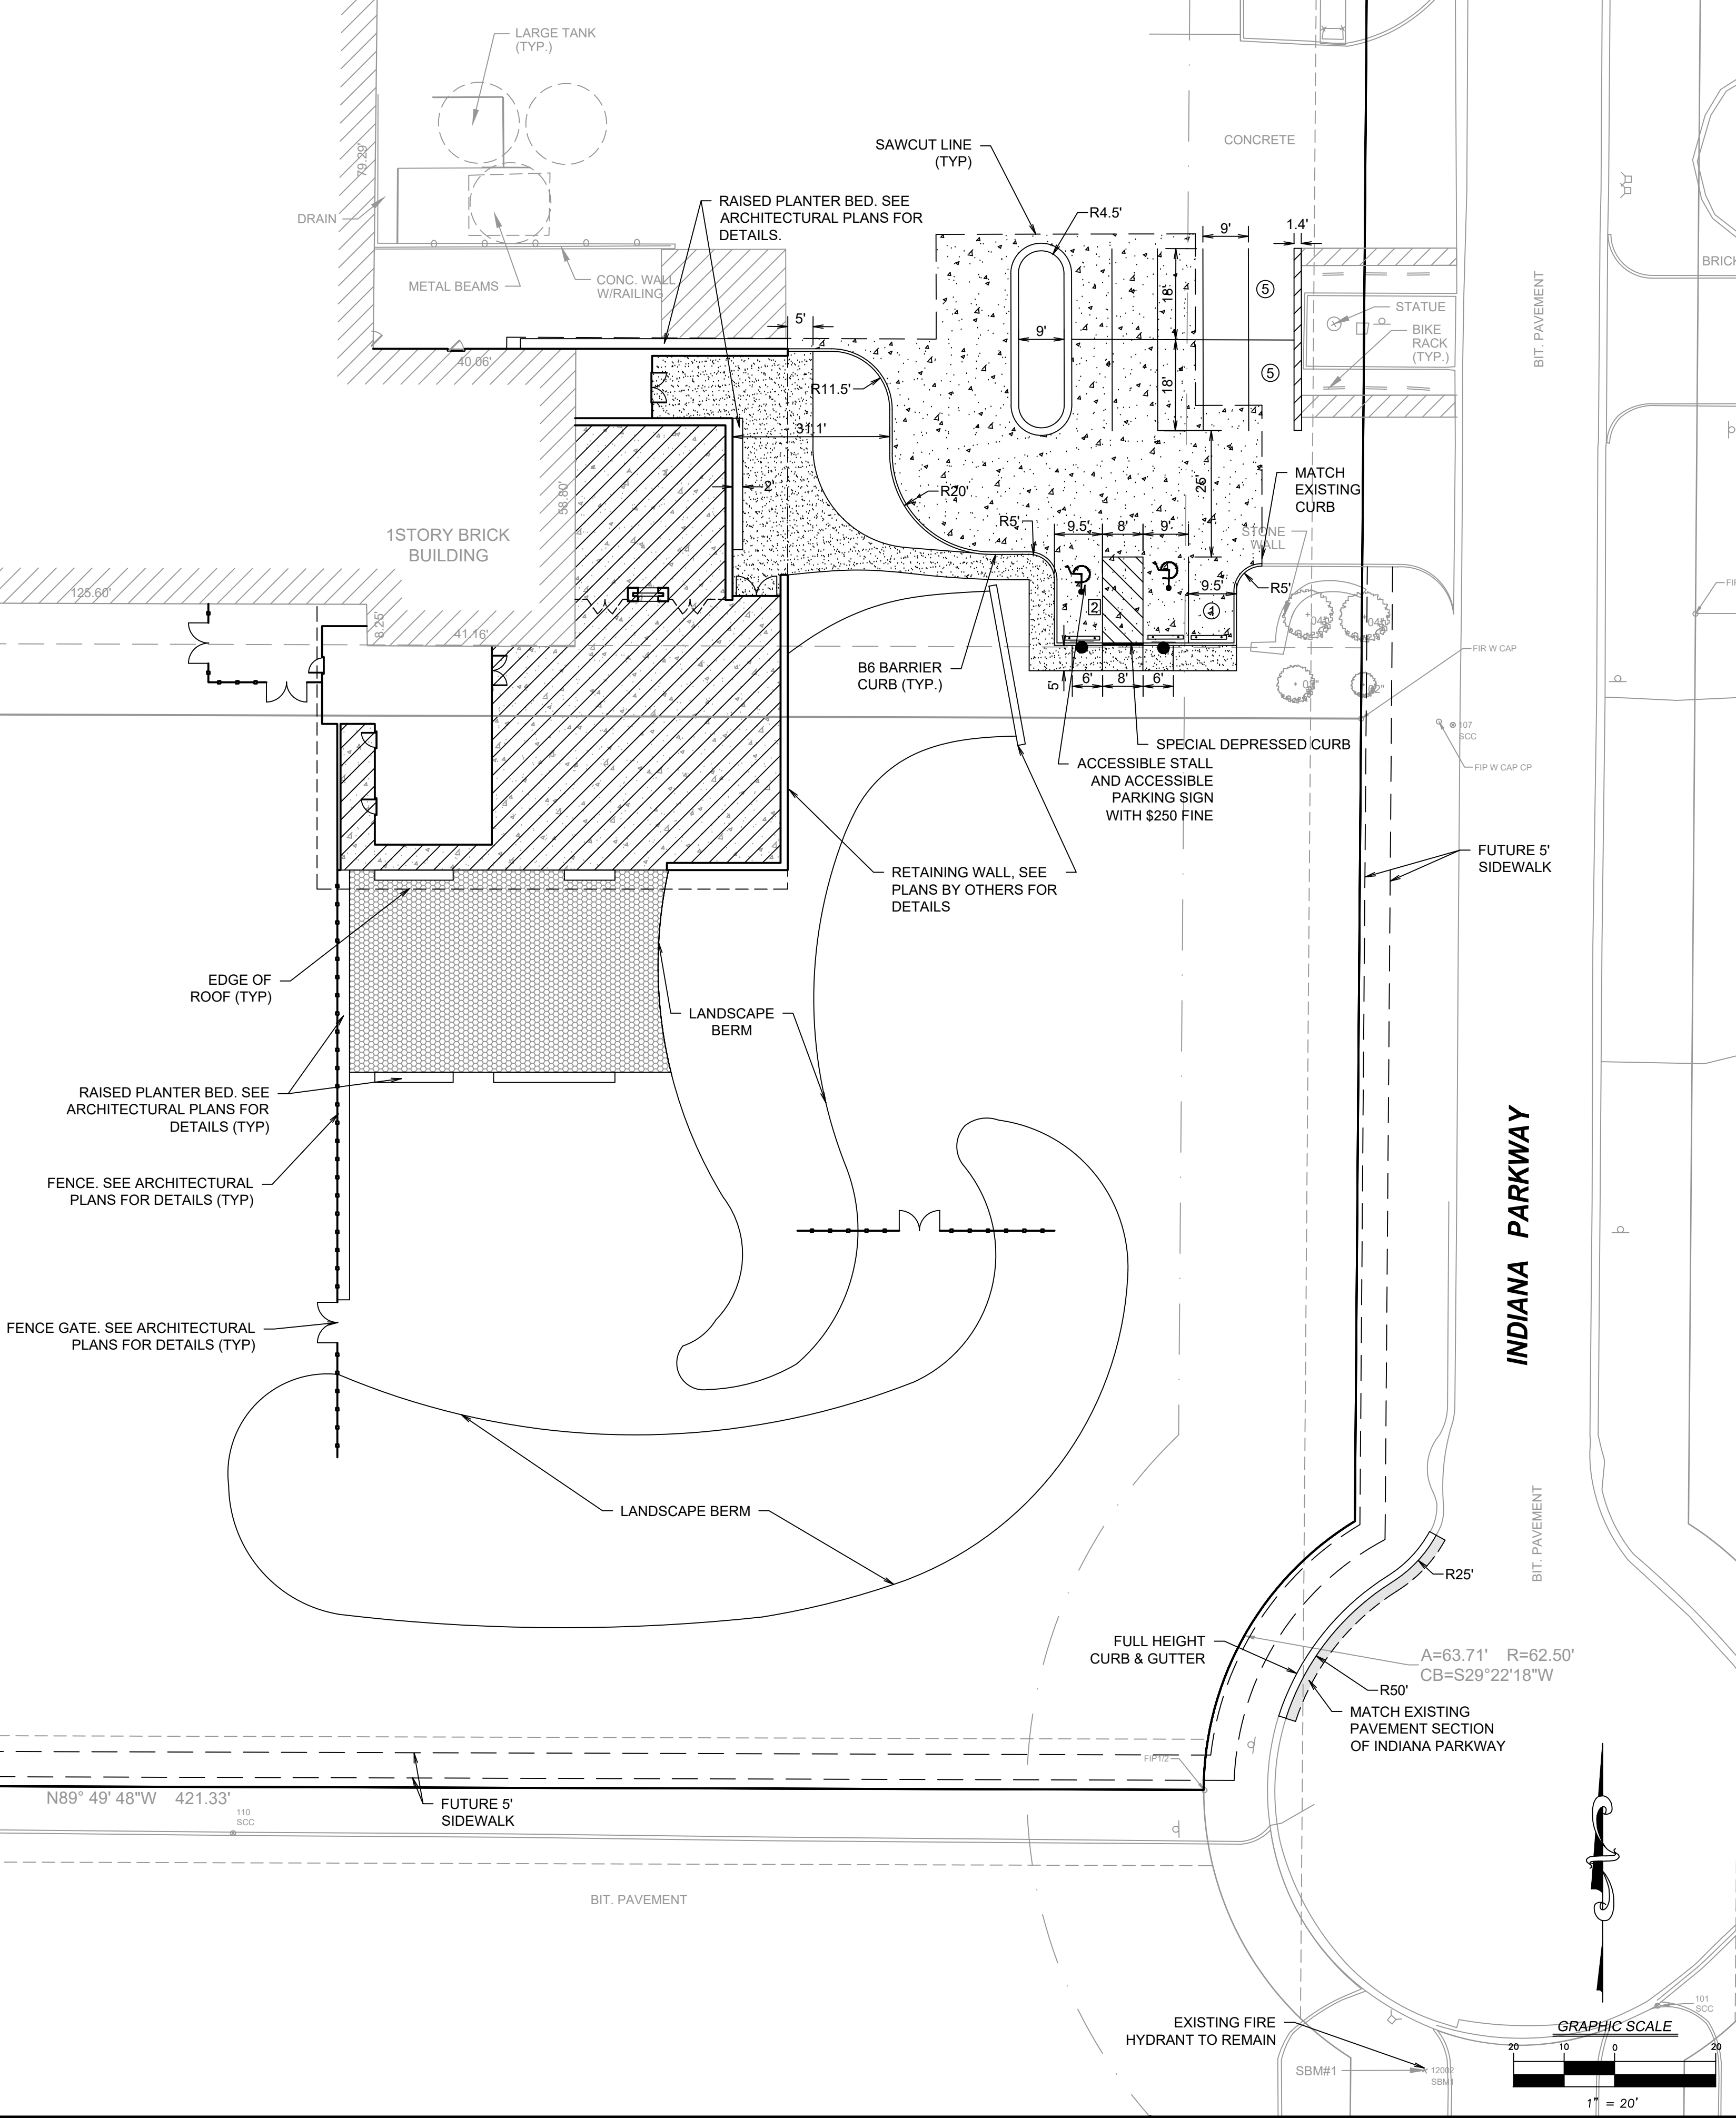 LARGE TANK
(TYP.)
79.29'
DRAIN
METAL BEAMS
CONC. WALL
W/RAILING
SAWCUT LINE
(TYP)
CONCRETE
RAISED PLANTER BED. SEE
ARCHITECTURAL PLANS FOR
DETAILS.
R4.5'
9'
1.4'
5
18'
9'
18'
5
STATUE
BIKE
RACK
(TYP.)
BIT. PAVEMENT
BRICK
5'
40.06'
R11.5'
31.1'
2'
R20'
26'
MATCH
EXISTING
CURB
STONE
WALL
58.80'
1STORY BRICK
BUILDING
R5'
9.5'
8'
9'
9.5'
R5'
2
1
125.60'
8.25'
41.16'
B6 BARRIER
CURB (TYP.)
5'
6'
8'
6'
FIR W CAP
107
SCC
FIP W CAP CP
SPECIAL DEPRESSED CURB
ACCESSIBLE STALL
AND ACCESSIBLE
PARKING SIGN
WITH $250 FINE
RETAINING WALL, SEE
PLANS BY OTHERS FOR
DETAILS
FUTURE 5'
SIDEWALK
EDGE OF
ROOF (TYP)
LANDSCAPE
BERM
RAISED PLANTER BED. SEE
ARCHITECTURAL PLANS FOR
DETAILS (TYP)
FENCE. SEE ARCHITECTURAL
PLANS FOR DETAILS (TYP)
INDIANA PARKWAY
FENCE GATE. SEE ARCHITECTURAL
PLANS FOR DETAILS (TYP)
LANDSCAPE BERM
BIT. PAVEMENT
R25'
FULL HEIGHT
CURB & GUTTER
A=63.71' R=62.50'
CB=S29°22'18"W
R50'
MATCH EXISTING
PAVEMENT SECTION
OF INDIANA PARKWAY
FIP1/2
N89° 49' 48"W 421.33'
110
SCC
FUTURE 5'
SIDEWALK
BIT. PAVEMENT
101
SCC
EXISTING FIRE
HYDRANT TO REMAIN
SBM#1
12002
SBM1
GRAPHIC SCALE
20 10 0 20
1" = 20'